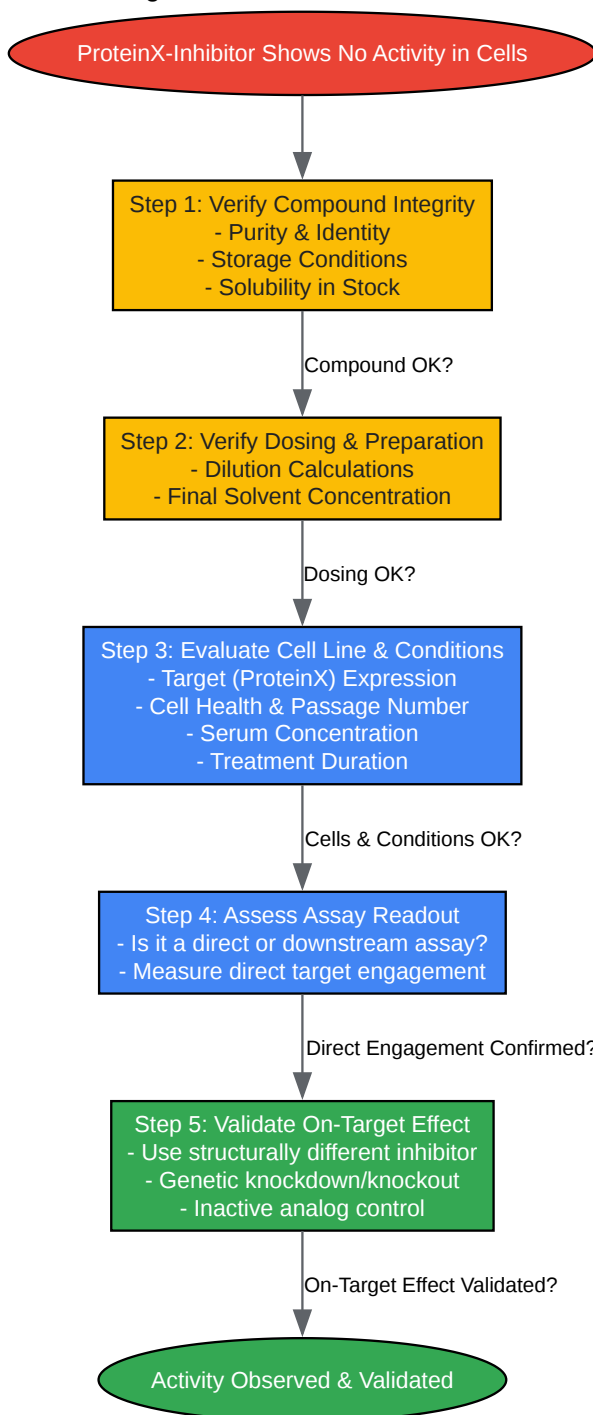 ProteinX-Inhibitor Shows No Activity in Cells
Step 1: Verify Compound Integrity
- Purity & Identity
- Storage Conditions
- Solubility in Stock
Compound OK?
Step 2: Verify Dosing & Preparation
- Dilution Calculations
- Final Solvent Concentration
Dosing OK?
Step 3: Evaluate Cell Line & Conditions
- Target (ProteinX) Expression
- Cell Health & Passage Number
- Serum Concentration
- Treatment Duration
Cells & Conditions OK?
Step 4: Assess Assay Readout
- Is it a direct or downstream assay?
- Measure direct target engagement
Direct Engagement Confirmed?
Step 5: Validate On-Target Effect
- Use structurally different inhibitor
- Genetic knockdown/knockout
- Inactive analog control
On-Target Effect Validated?
Activity Observed & Validated